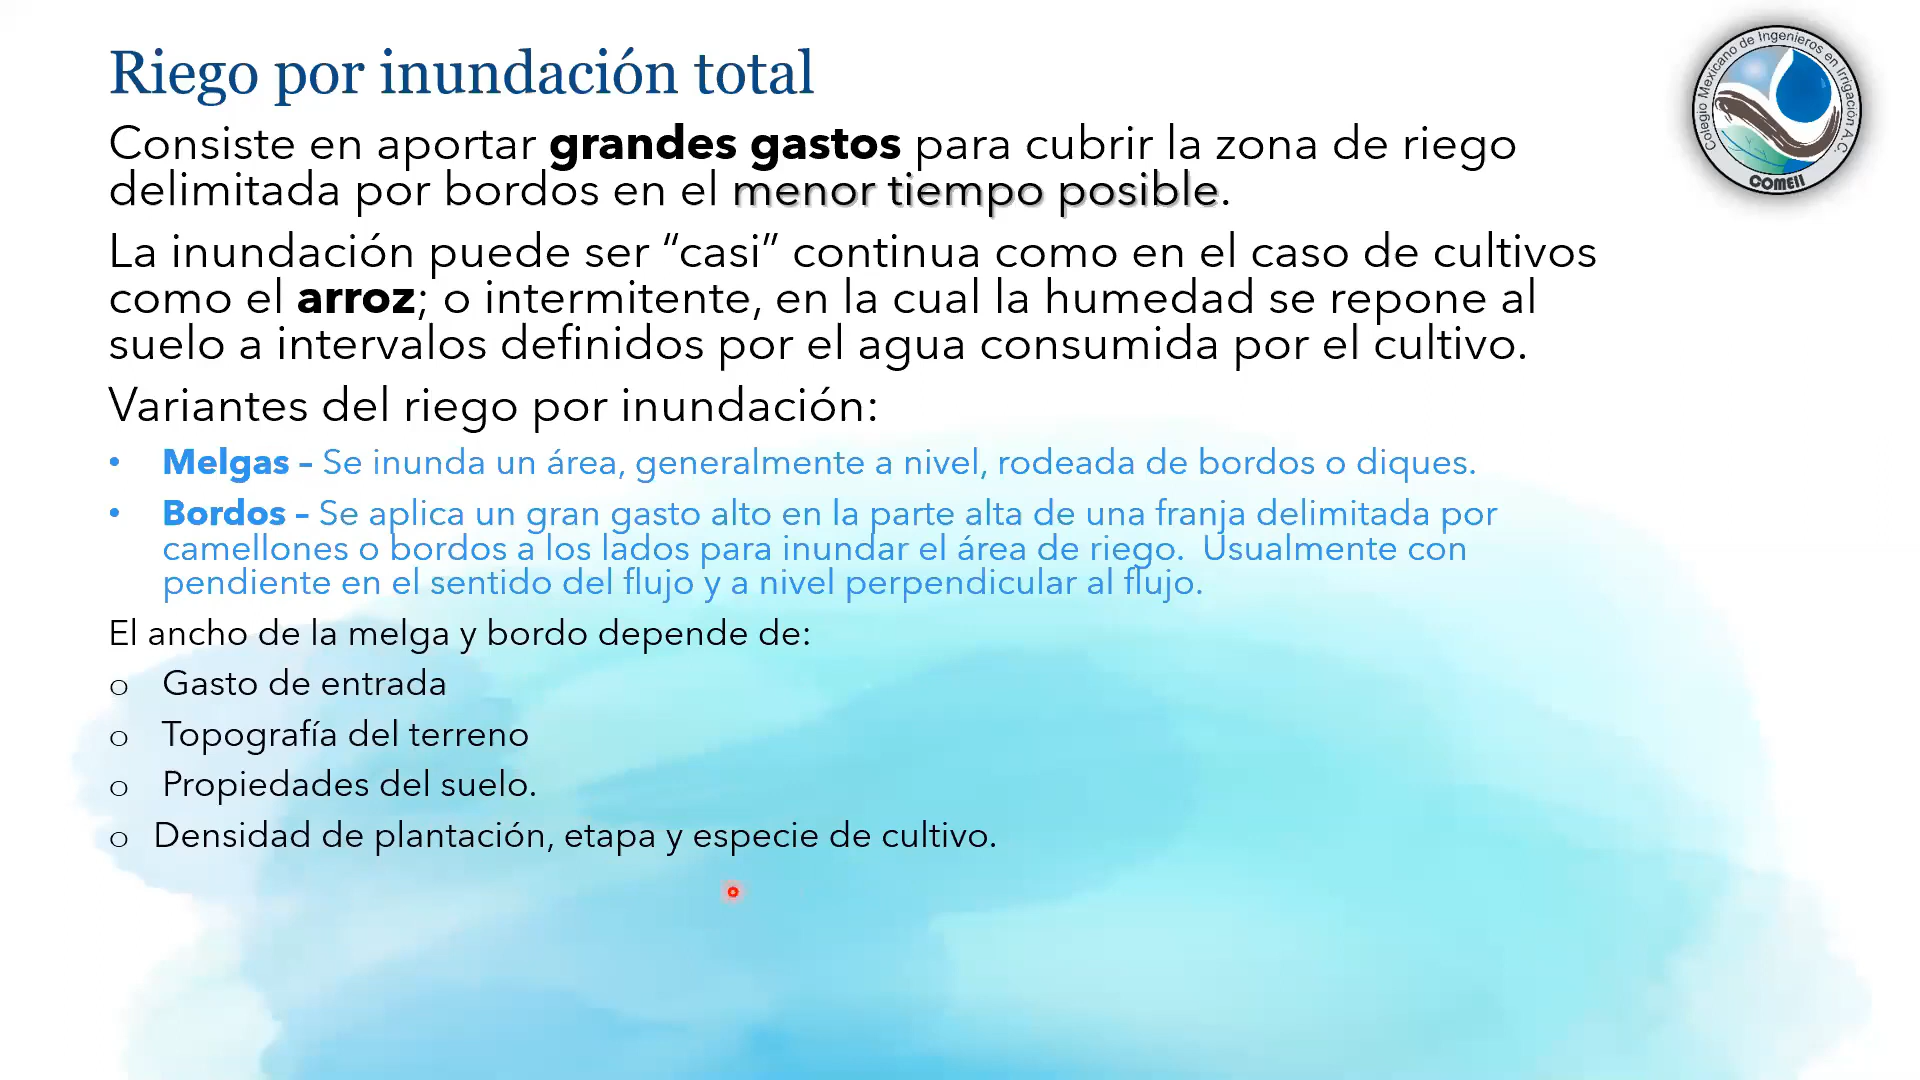 Riego por inundación total
Consiste en aportar grandes gastos para cubrir la zona de riego
delimitada por bordos en el menor tiempo posible.
La inundación puede ser “casi” continua como en el caso de cultivos
como el arroz; o intermitente, en la cual la humedad se repone al
suelo a intervalos definidos por el agua consumida por el cultivo.
Variantes del riego por inundación:
• Melgas – Se inunda un área, generalmente a nivel, rodeada de bordos o diques.
• Bordos – Se aplica un gran gasto alto en la parte alta de una franja delimitada por
camellones o bordos a los lados para inundar el área de riego. Usualmente con
pendiente en el sentido del flujo y a nivel perpendicular al flujo.
El ancho de la melga y bordo depende de:
o Gasto de entrada
o Topografía del terreno
o Propiedades del suelo.
o Densidad de plantación, etapa y especie de cultivo.
Colegio Mexicano de Ingenieros en Irrigación A.C.
COMEII